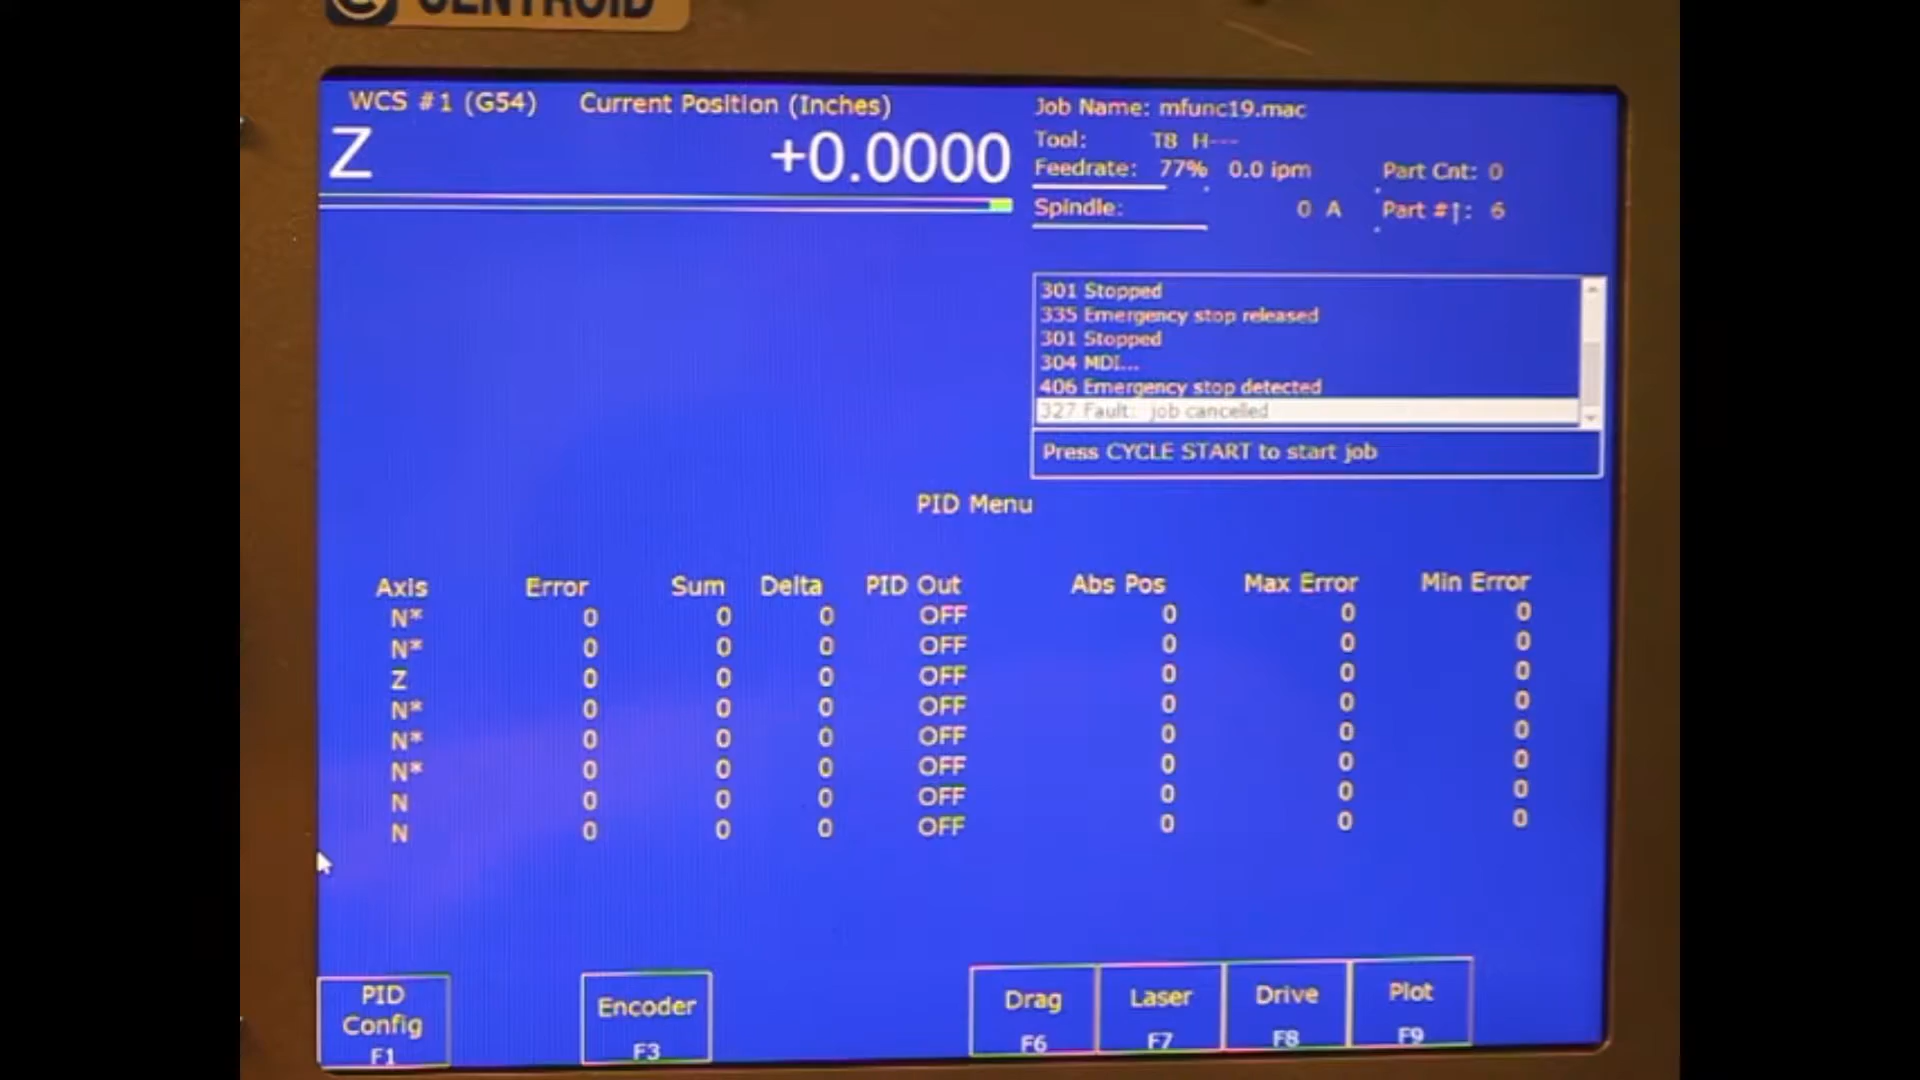 CENTROID
WCS #1 (G54) Current Position (Inches)
Z +0.0000
Job Name: mfunc19.mac
Tool: T8 H---
Feedrate: 77% 0.0 ipm Part Cnt: 0
Spindle: 0 A Part #↑: 6
301 Stopped
335 Emergency stop released
301 Stopped
304 MDI...
406 Emergency stop detected
327 Fault: job cancelled
Press CYCLE START to start job
PID Menu
Axis Error Sum Delta PID Out Abs Pos Max Error Min Error
N* 0 0 0 OFF 0 0 0
N* 0 0 0 OFF 0 0 0
Z 0 0 0 OFF 0 0 0
N* 0 0 0 OFF 0 0 0
N* 0 0 0 OFF 0 0 0
N* 0 0 0 OFF 0 0 0
N 0 0 0 OFF 0 0 0
N 0 0 0 OFF 0 0 0
PID
Config
F1
Encoder
F3
Drag
F6
Laser
F7
Drive
F8
Plot
F9